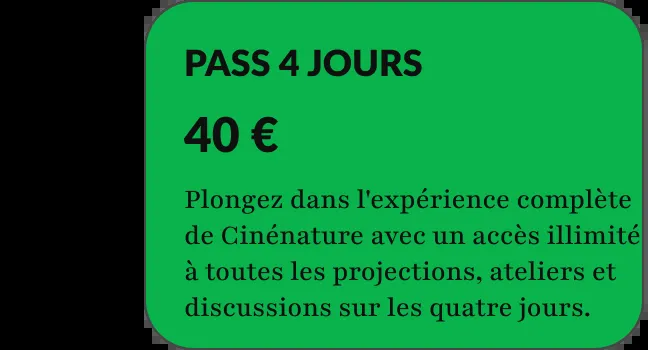 PASS 4 JOURS
40 €
Plongez dans l'expérience complète
de Cinénature avec un accès illimité
à toutes les projections, ateliers et
discussions sur les quatre jours.